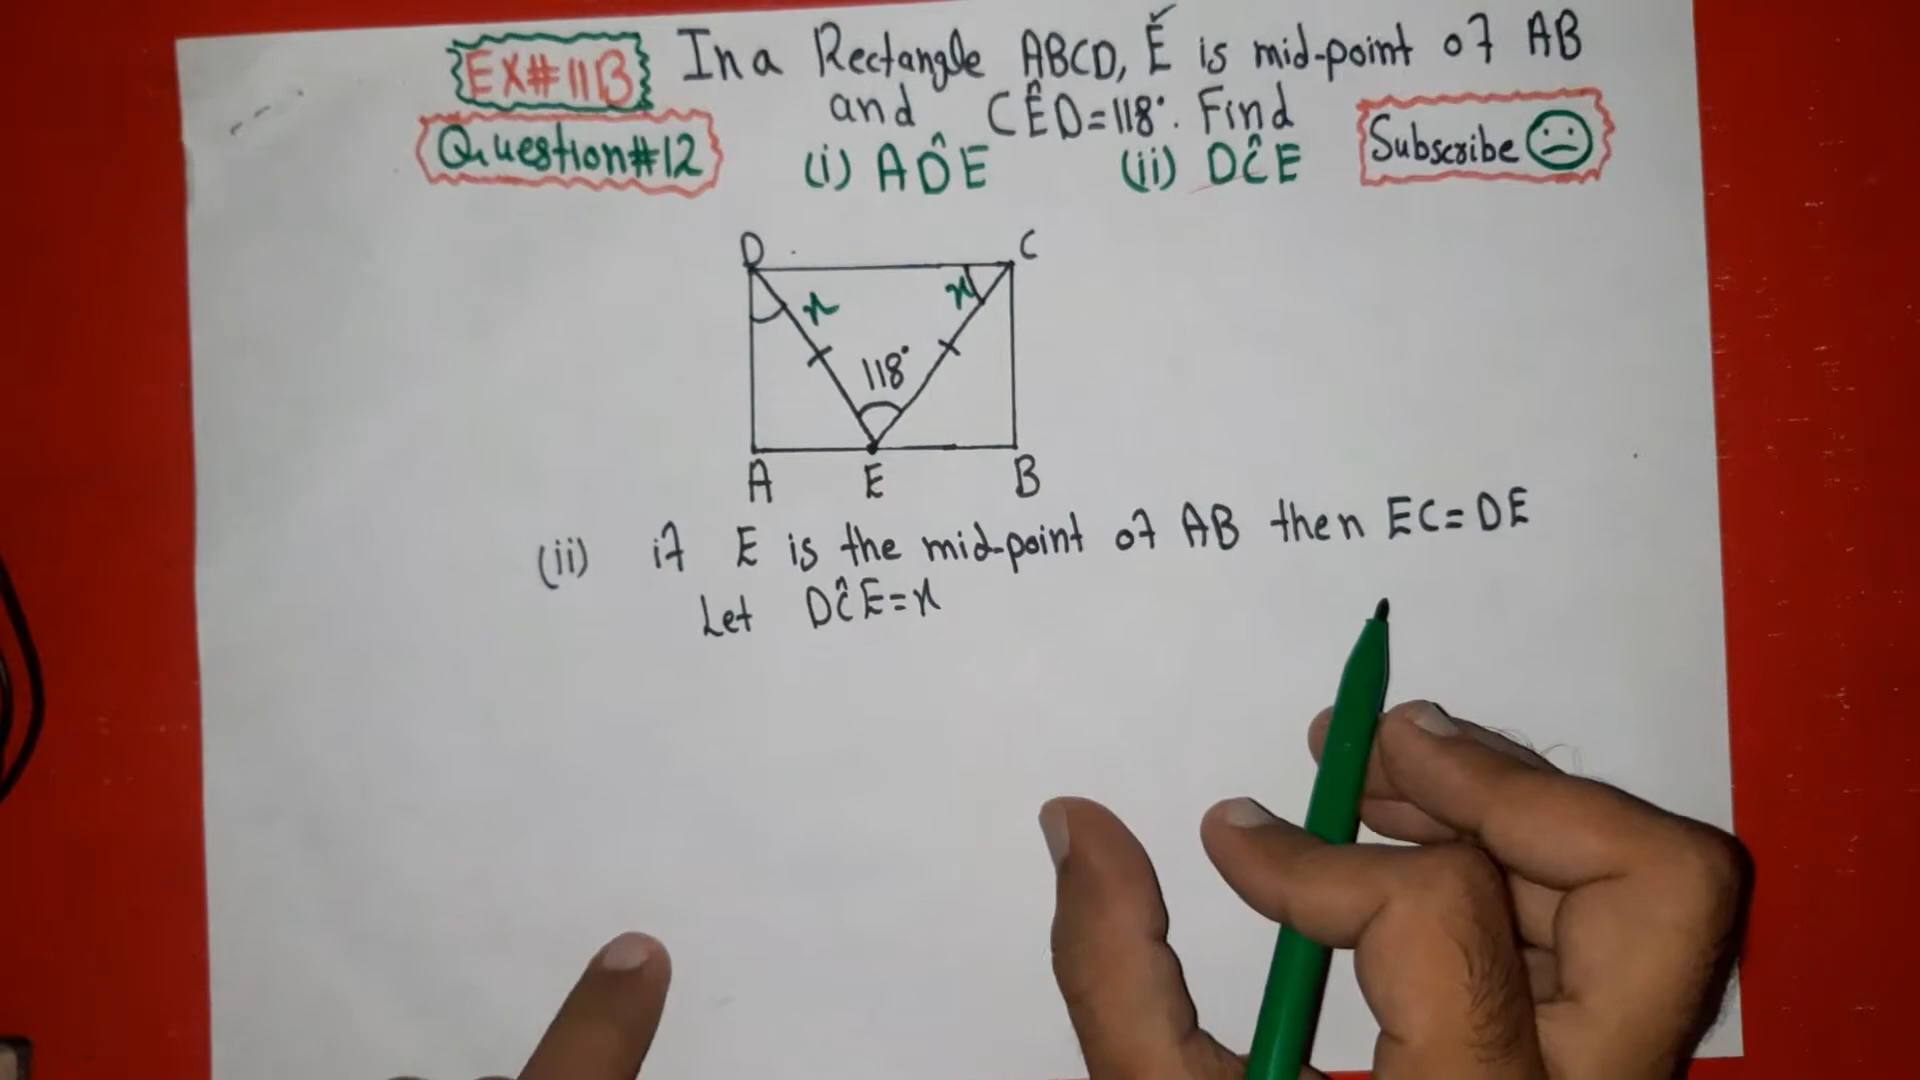 EX#11B
Question#12
In a Rectangle ABCD, E is mid-point of AB
and CÊD=118°. Find
(i) AD̂E (ii) DĈE
Subscribe
D C
x x
118°
A E B
(ii) if E is the mid-point of AB then EC=DE
Let DĈE=x